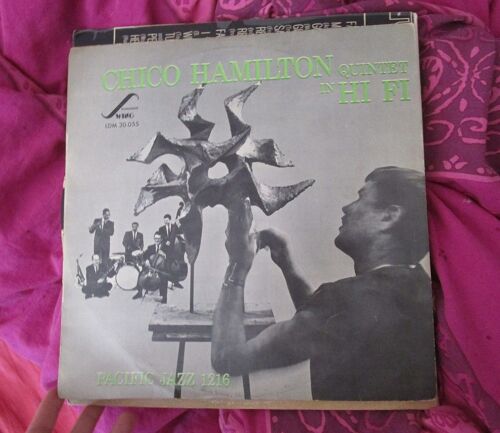 CHICO HAMILTON QUINTET
IN HI FI
SWING
LDM 30.055
PACIFIC JAZZ 1216